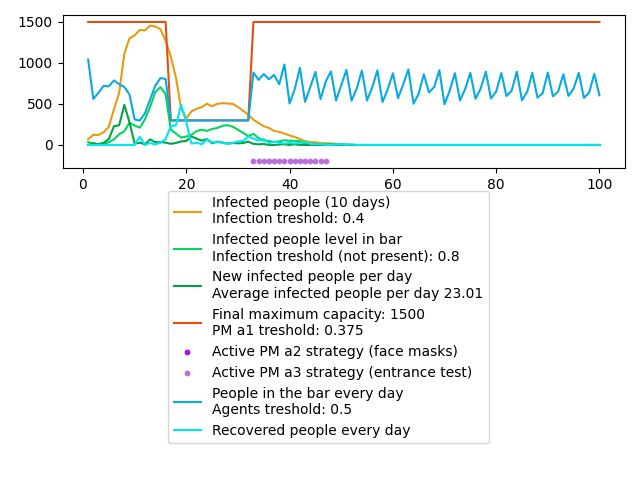 1500
1000
500
0
0
20
40
60
80
100
Infected people (10 days)
Infection treshold: 0.4
Infected people level in bar
Infection treshold (not present): 0.8
New infected people per day
Average infected people per day 23.01
Final maximum capacity: 1500
PM a1 treshold: 0.375
Active PM a2 strategy (face masks)
Active PM a3 strategy (entrance test)
People in the bar every day
Agents treshold: 0.5
Recovered people every day